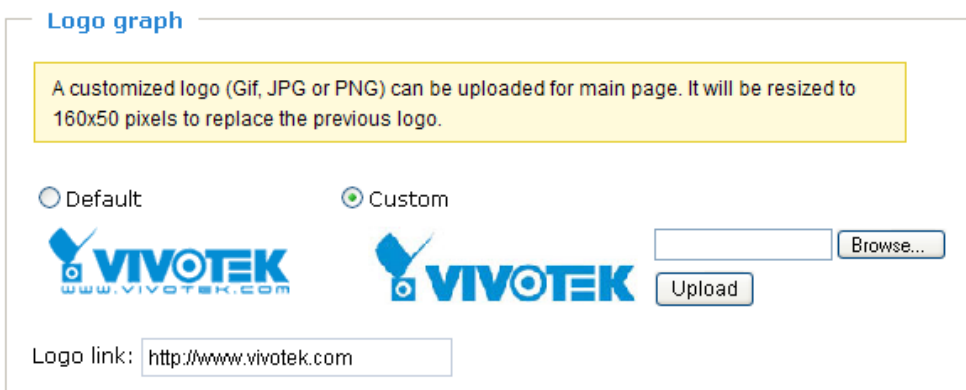 Logo graph
A customized logo (Gif, JPG or PNG) can be uploaded for main page. It will be resized to
160x50 pixels to replace the previous logo.
Default
Custom
VIVOTEK
www.vivotek.com
VIVOTEK
Browse...
Upload
Logo link: http://www.vivotek.com